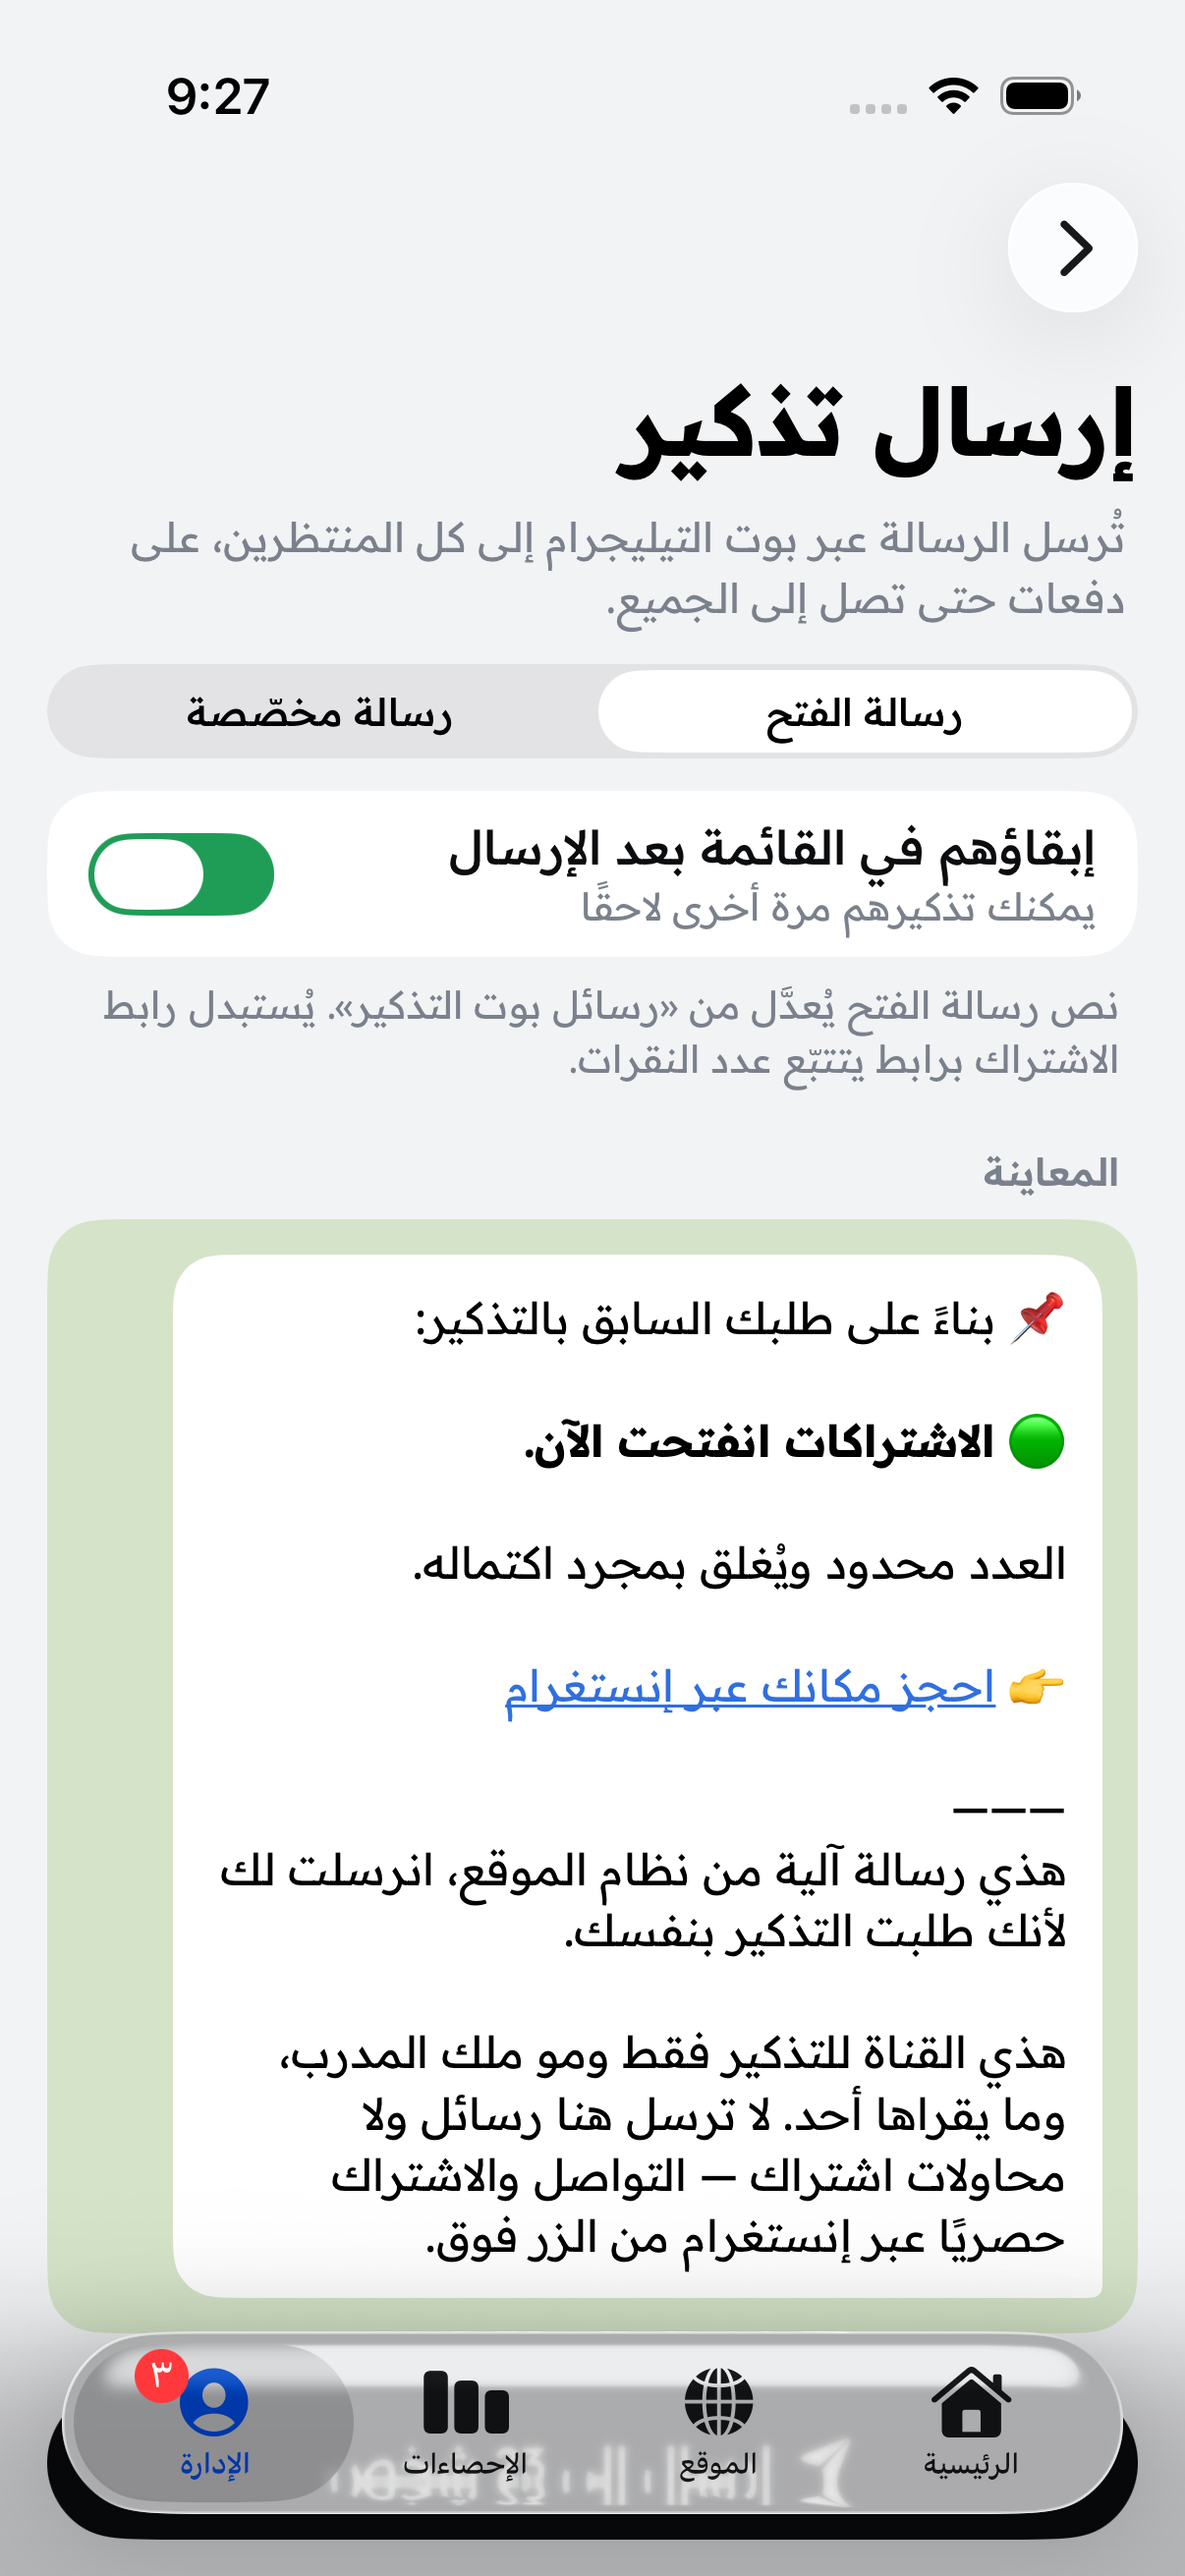 9:27
إرسال تذكير
تُرسل الرسالة عبر بوت التيليجرام إلى كل المنتظرين، على
دفعات حتى تصل إلى الجميع.
رسالة الفتح
رسالة مخصّصة
إبقاؤهم في القائمة بعد الإرسال
يمكنك تذكيرهم مرة أخرى لاحقًا
نص رسالة الفتح يُعدَّل من «رسائل بوت التذكير». يُستبدل رابط
الاشتراك برابط يتتبّع عدد النقرات.
المعاينة
📌 بناءً على طلبك السابق بالتذكير:
🟢 الاشتراكات انفتحت الآن.
العدد محدود ويُغلق بمجرد اكتماله.
👉 احجز مكانك عبر إنستغرام
———
هذي رسالة آلية من نظام الموقع، انرسلت لك
لأنك طلبت التذكير بنفسك.
هذي القناة للتذكير فقط ومو ملك المدرب،
وما يقراها أحد. لا ترسل هنا رسائل ولا
محاولات اشتراك — التواصل والاشتراك
حصريًا عبر إنستغرام من الزر فوق.
الرئيسية
الموقع
الإحصاءات
٣
الإدارة